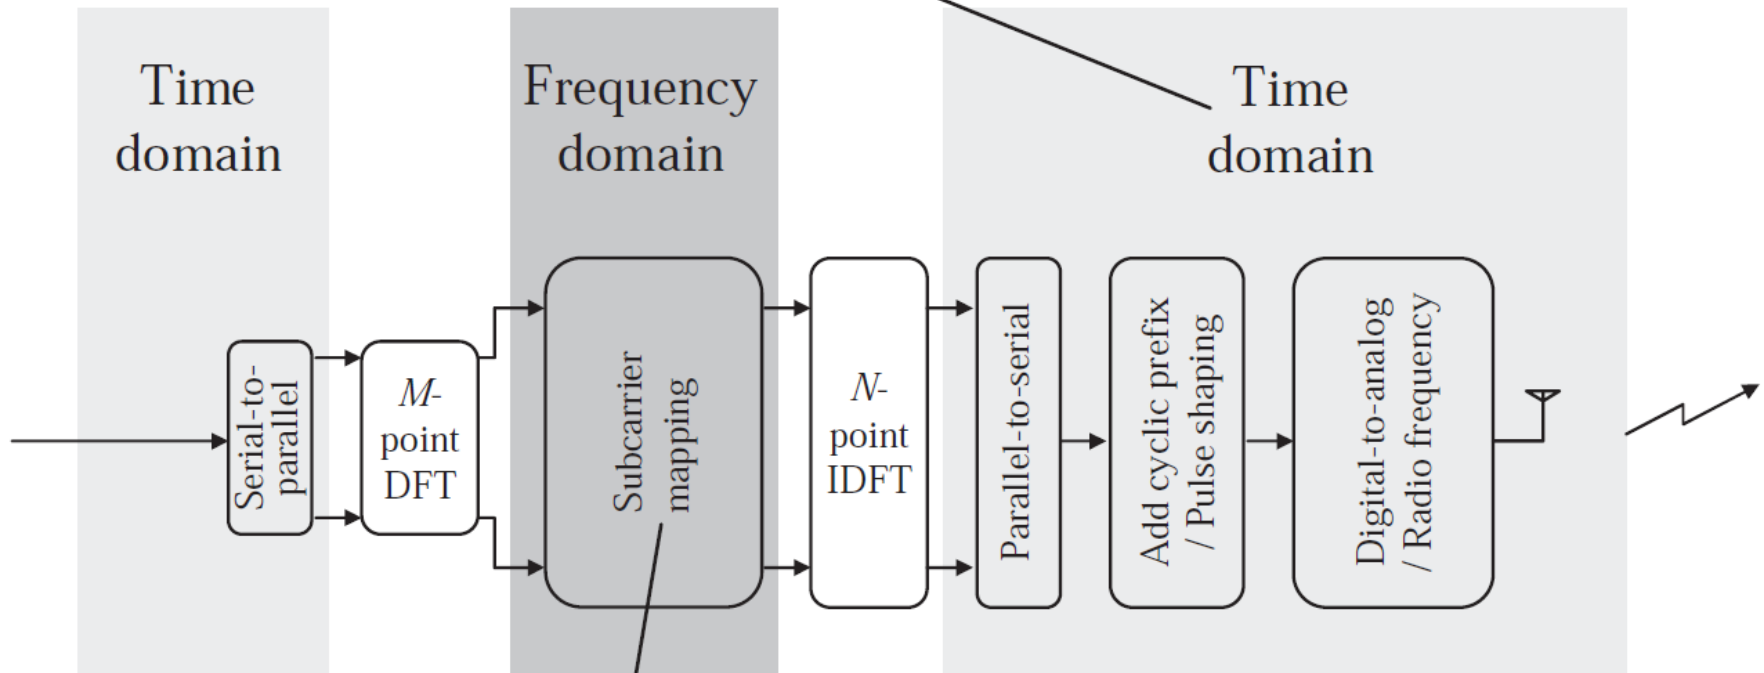 Time
domain
Frequency
domain
Time
domain
Serial-to-
parallel
M-
point
DFT
Subcarrier
mapping
N-
point
IDFT
Parallel-to-serial
Add cyclic prefix
/ Pulse shaping
Digital-to-analog
/ Radio frequency